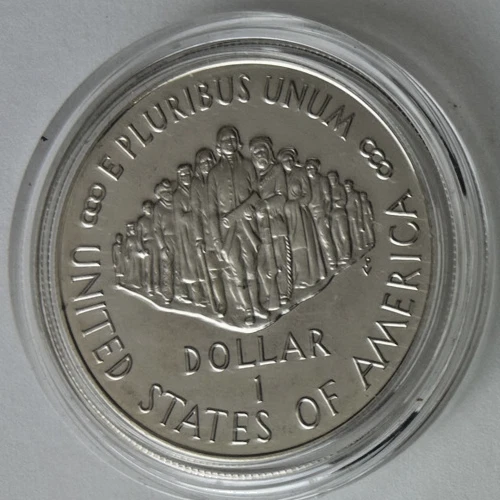 E PLURIBUS UNUM
DOLLAR
1
UNITED STATES OF AMERICA